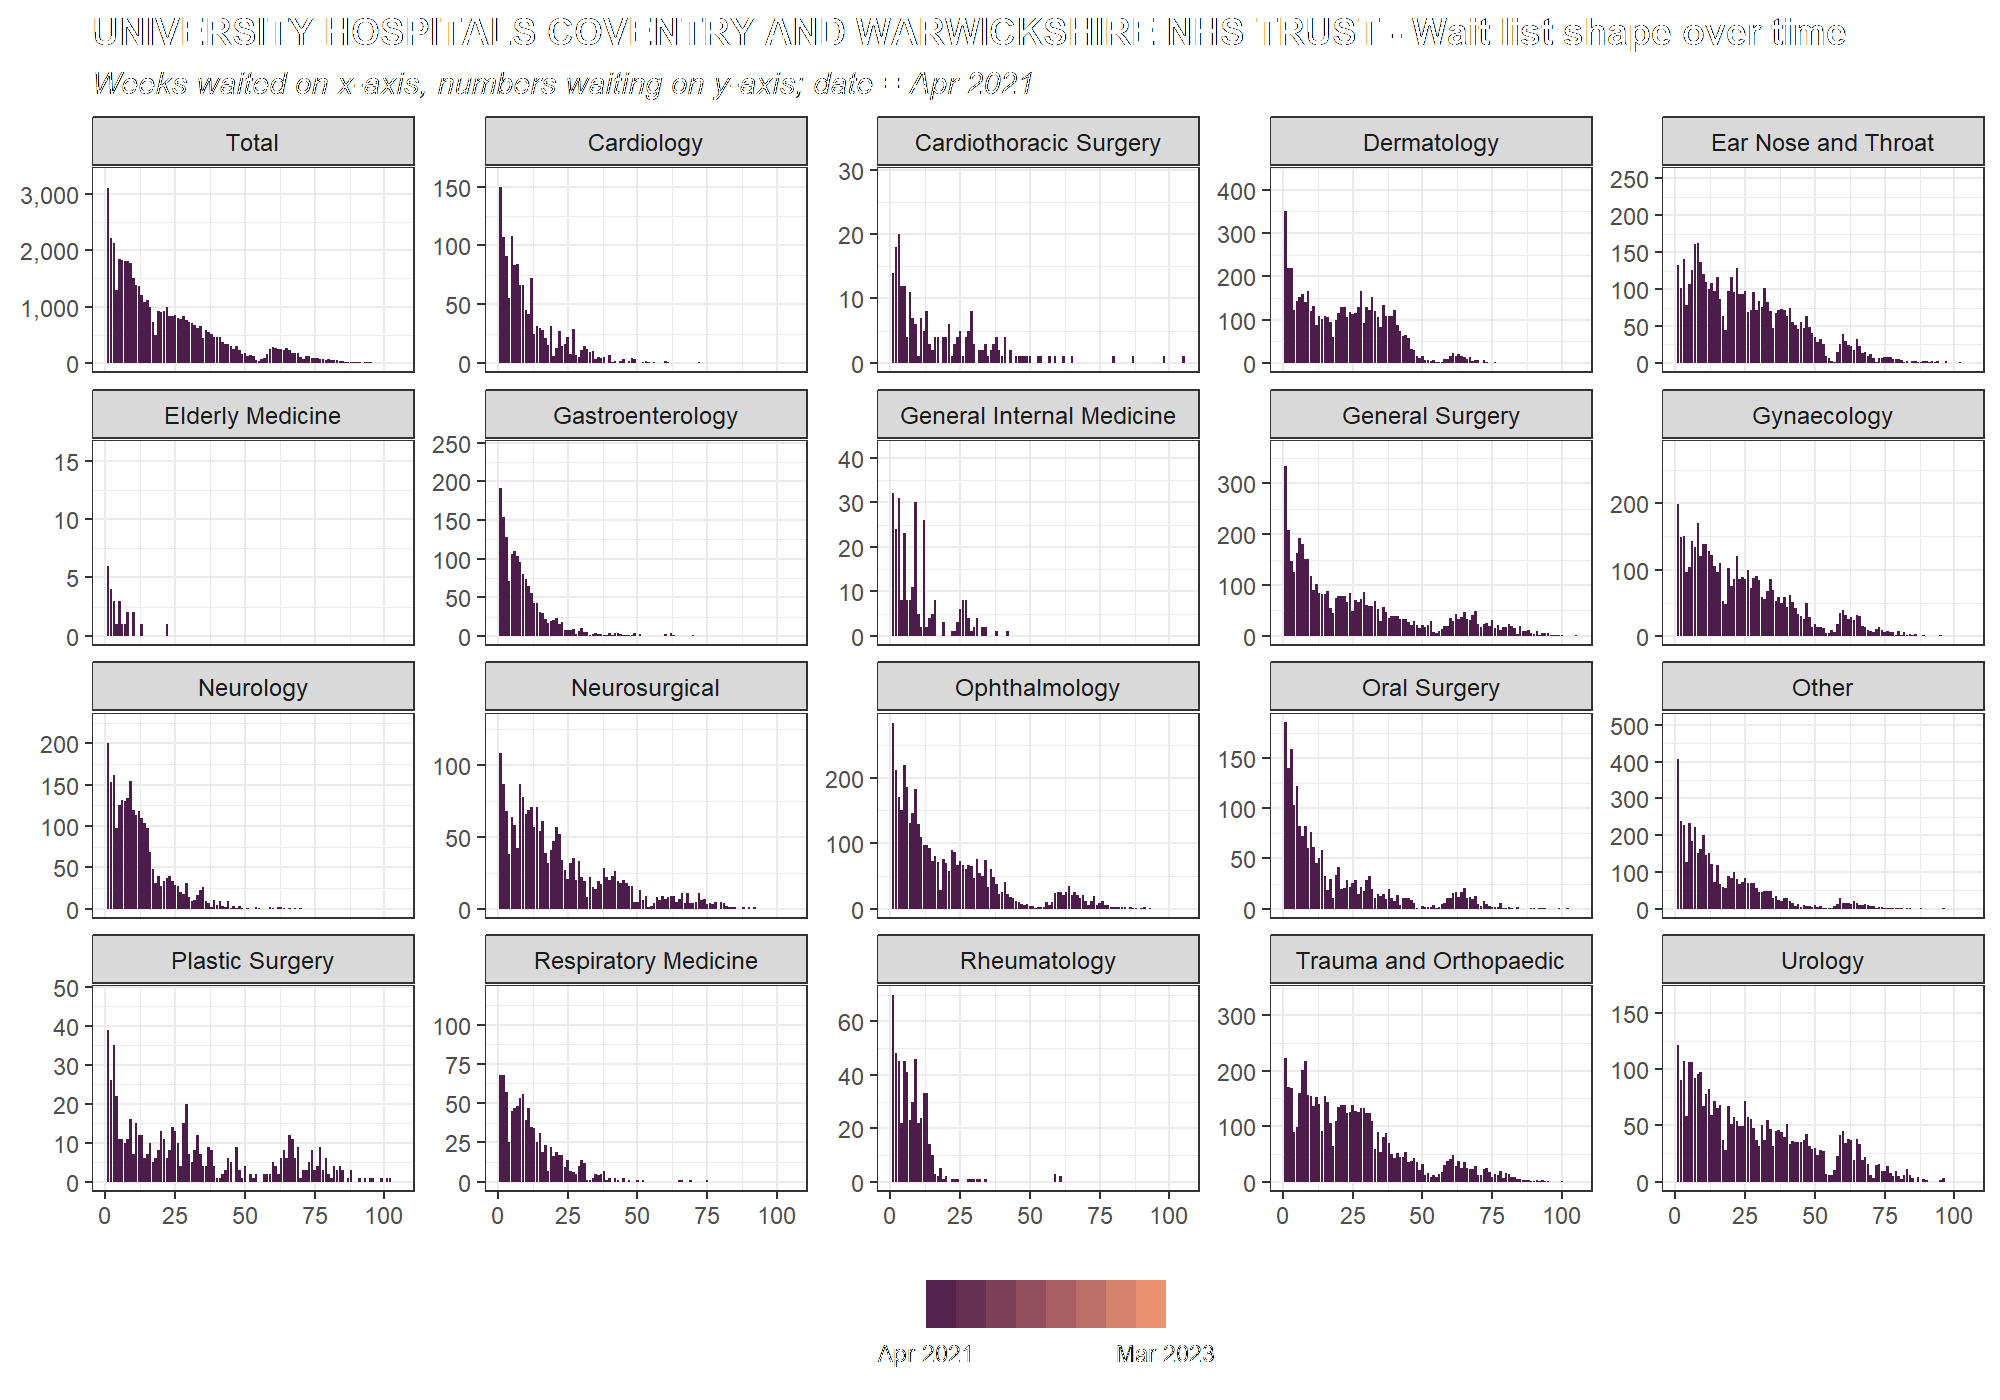 UNIVERSITY HOSPITALS COVENTRY AND WARWICKSHIRE NHS TRUST - Wait list shape over time
Weeks waited on x-axis, numbers waiting on y-axis; date = Apr 2021
Total Cardiology Cardiothoracic Surgery Dermatology Ear Nose and Throat
3,000 2,000 1,000 0
150 100 50 0
30 20 10 0
400 300 200 100 0
250 200 150 100 50 0
Elderly Medicine Gastroenterology General Internal Medicine General Surgery Gynaecology
15 10 5 0
250 200 150 100 50 0
40 30 20 10 0
300 200 100 0
200 100 0
Neurology Neurosurgical Ophthalmology Oral Surgery Other
200 150 100 50 0
100 50 0
200 100 0
150 100 50 0
500 400 300 200 100 0
Plastic Surgery Respiratory Medicine Rheumatology Trauma and Orthopaedic Urology
50 40 30 20 10 0
100 75 50 25 0
60 40 20 0
300 200 100 0
150 100 50 0
0 25 50 75 100 0 25 50 75 100 0 25 50 75 100 0 25 50 75 100 0 25 50 75 100
Apr 2021 Mar 2023